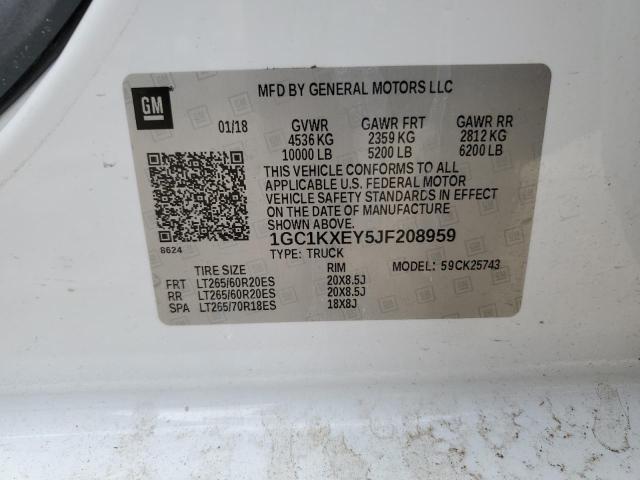 GM
MFD BY GENERAL MOTORS LLC
01/18 GVWR GAWR FRT GAWR RR
4536 KG 2359 KG 2812 KG
10000 LB 5200 LB 6200 LB
THIS VEHICLE CONFORMS TO ALL
APPLICABLE U.S. FEDERAL MOTOR
VEHICLE SAFETY STANDARDS IN EFFECT
ON THE DATE OF MANUFACTURE
SHOWN ABOVE.
8624
1GC1KXEY5JF208959
TYPE: TRUCK
TIRE SIZE RIM MODEL: 59CK25743
FRT LT265/60R20ES 20X8.5J
RR LT265/60R20ES 20X8.5J
SPA LT265/70R18ES 18X8J